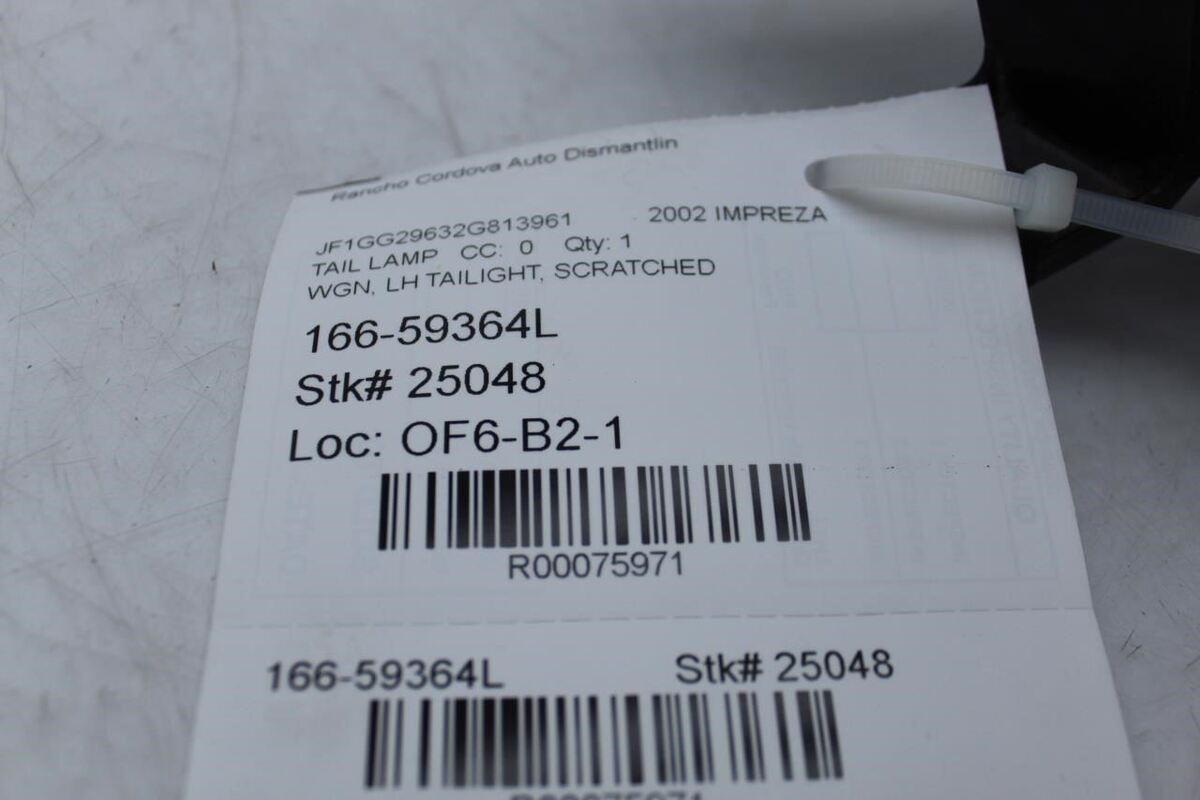 Rancho Cordova Auto Dismantlin
JF1GG29632G813961 2002 IMPREZA
TAIL LAMP CC: 0 Qty: 1
WGN, LH TAILIGHT, SCRATCHED
166-59364L
Stk# 25048
Loc: OF6-B2-1
R00075971
166-59364L Stk# 25048
R00075971